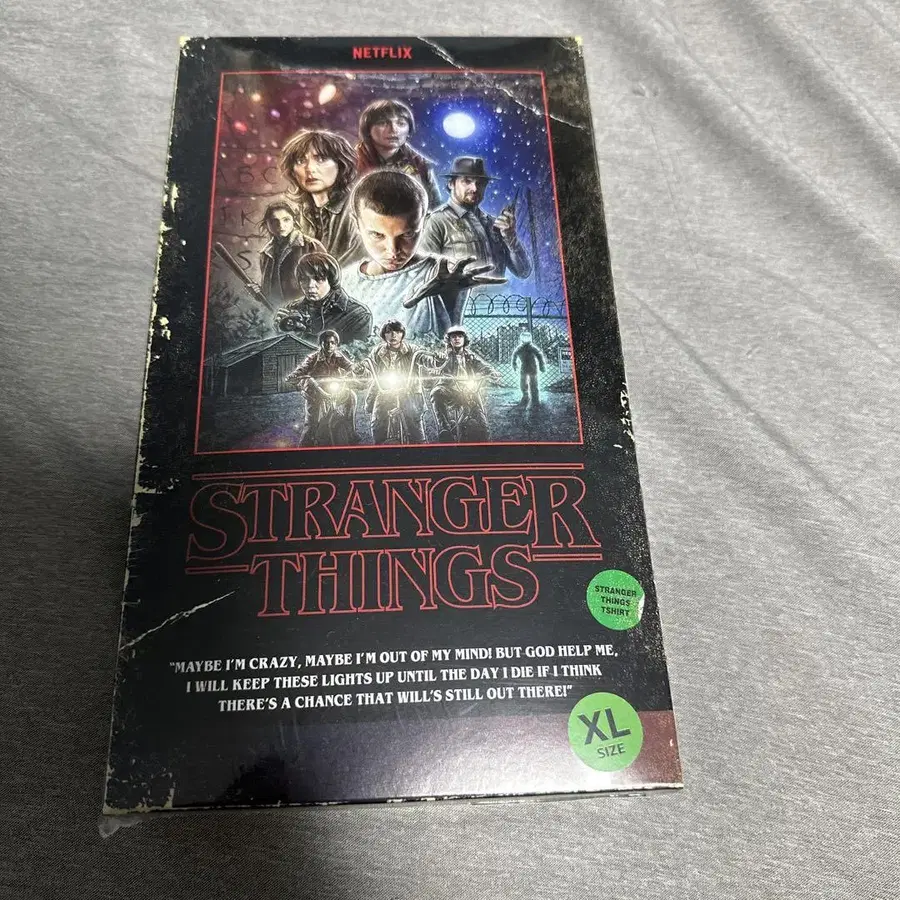 NETFLIX
A B C
STRANGER
THINGS
STRANGER
THINGS
TSHIRT
"MAYBE I'M CRAZY, MAYBE I'M OUT OF MY MIND! BUT GOD HELP ME,
I WILL KEEP THESE LIGHTS UP UNTIL THE DAY I DIE IF I THINK
THERE'S A CHANCE THAT WILL'S STILL OUT THERE!"
XL
SIZE